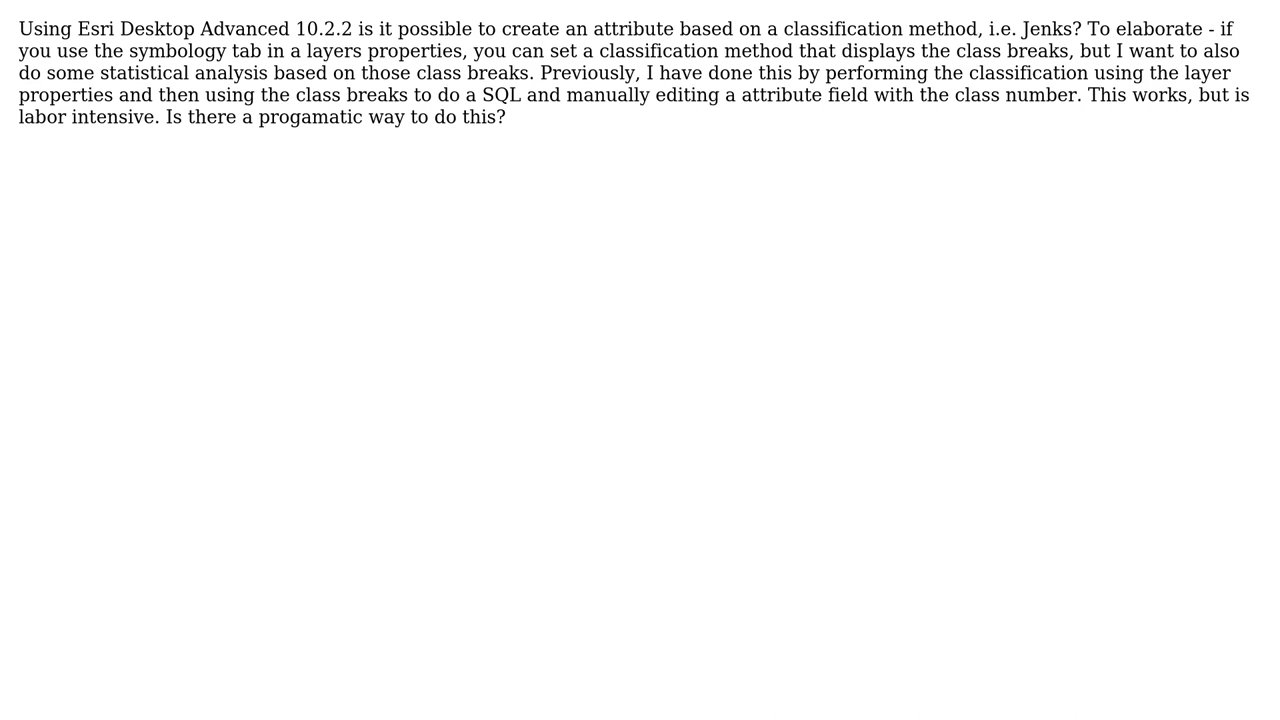 Using Esri Desktop Advanced 10.2.2 is it possible to create an attribute based on a classification method, i.e. Jenks? To elaborate - if
you use the symbology tab in a layers properties, you can set a classification method that displays the class breaks, but I want to also
do some statistical analysis based on those class breaks. Previously, I have done this by performing the classification using the layer
properties and then using the class breaks to do a SQL and manually editing a attribute field with the class number. This works, but is
labor intensive. Is there a progamatic way to do this?